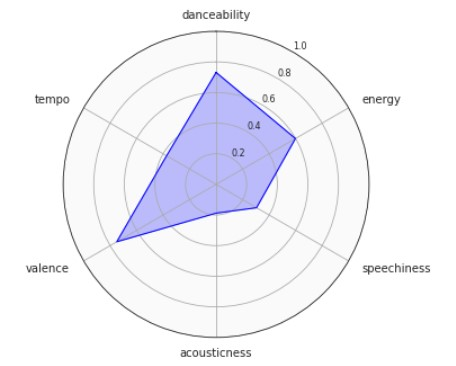 danceability
1.0
0.8
tempo
energy
0.6
0.4
0.2
valence
speechiness
acousticness